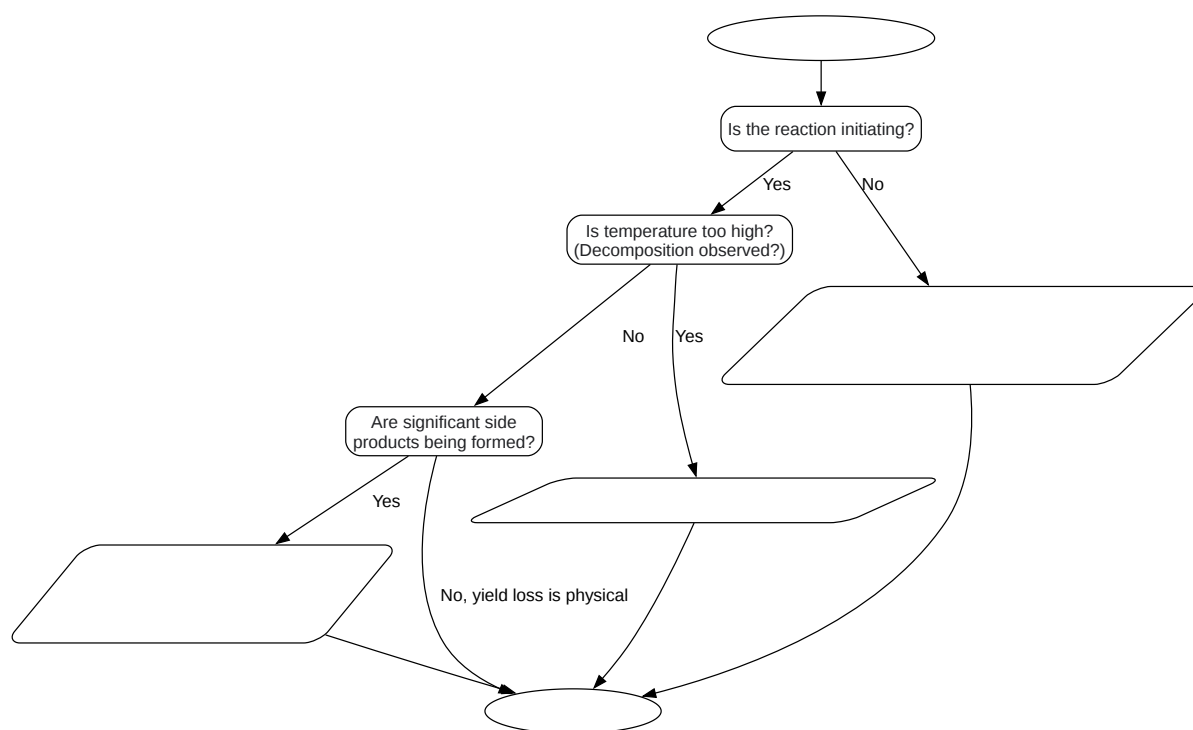 Is the reaction initiating?
Yes
No
Is temperature too high?
(Decomposition observed?)
No
Yes
Are significant side
products being formed?
Yes
No, yield loss is physical